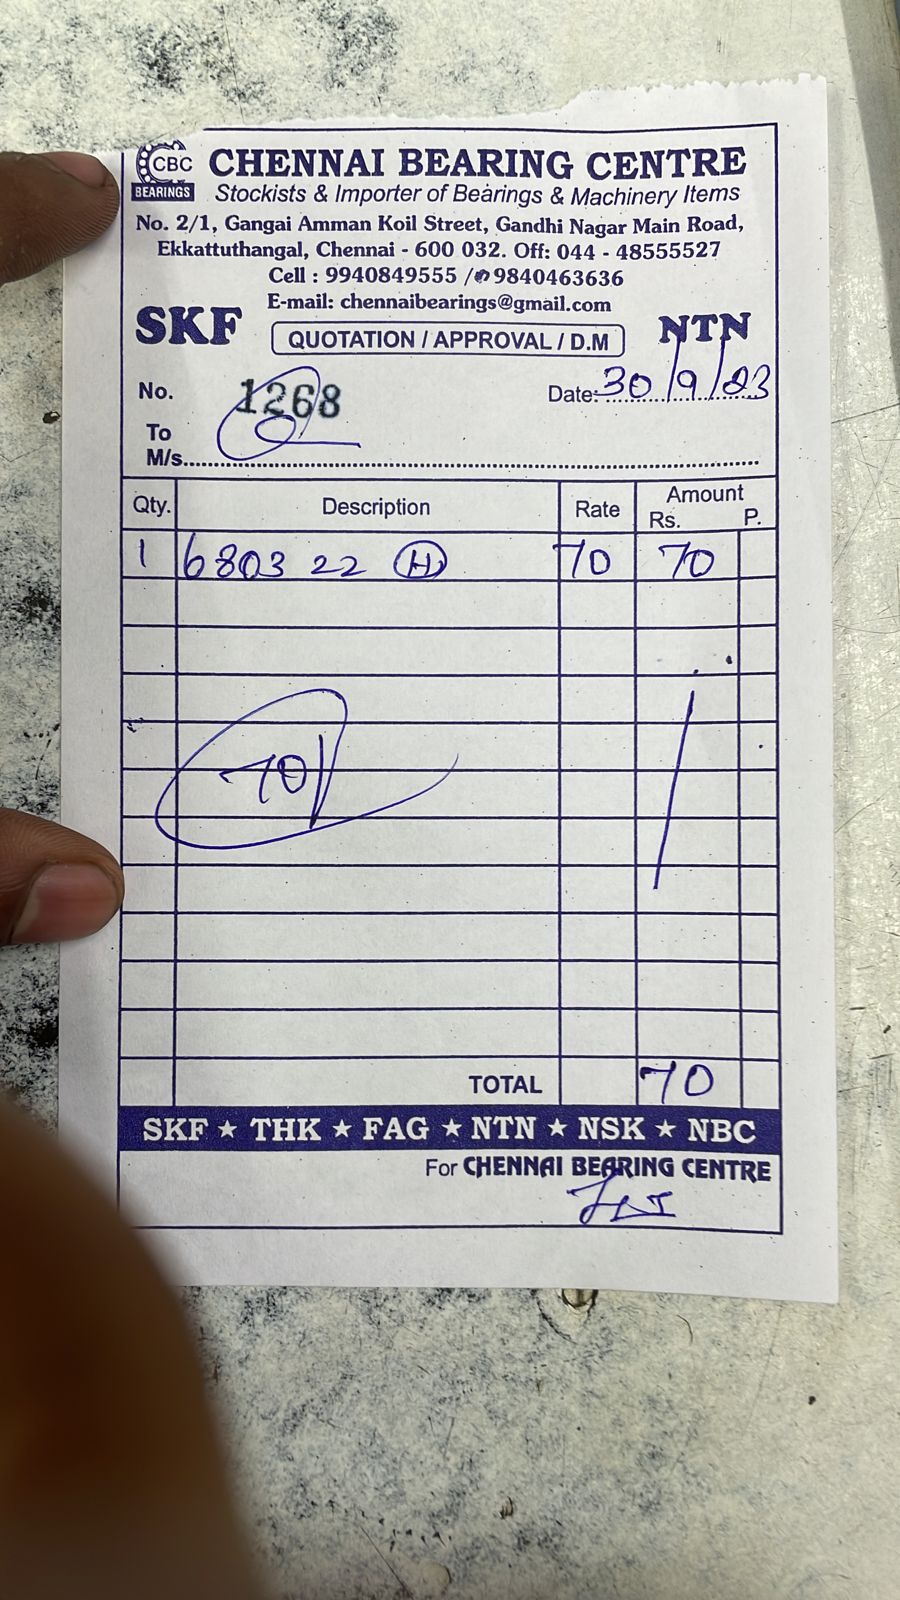 CBC BEARINGS
CHENNAI BEARING CENTRE
Stockists & Importer of Bearings & Machinery Items
No. 2/1, Gangai Amman Koil Street, Gandhi Nagar Main Road,
Ekkattuthangal, Chennai - 600 032. Off: 044 - 48555527
Cell : 9940849555 / 9840463636
E-mail: chennaibearings@gmail.com
SKF QUOTATION / APPROVAL / D.M NTN
No. 1268 Date: 30/9/23
To
M/s.
Qty. Description Rate Amount
Rs. P.
1 6803 22 H 70 70
70/
TOTAL 70
SKF ★ THK ★ FAG ★ NTN ★ NSK ★ NBC
For CHENNAI BEARING CENTRE